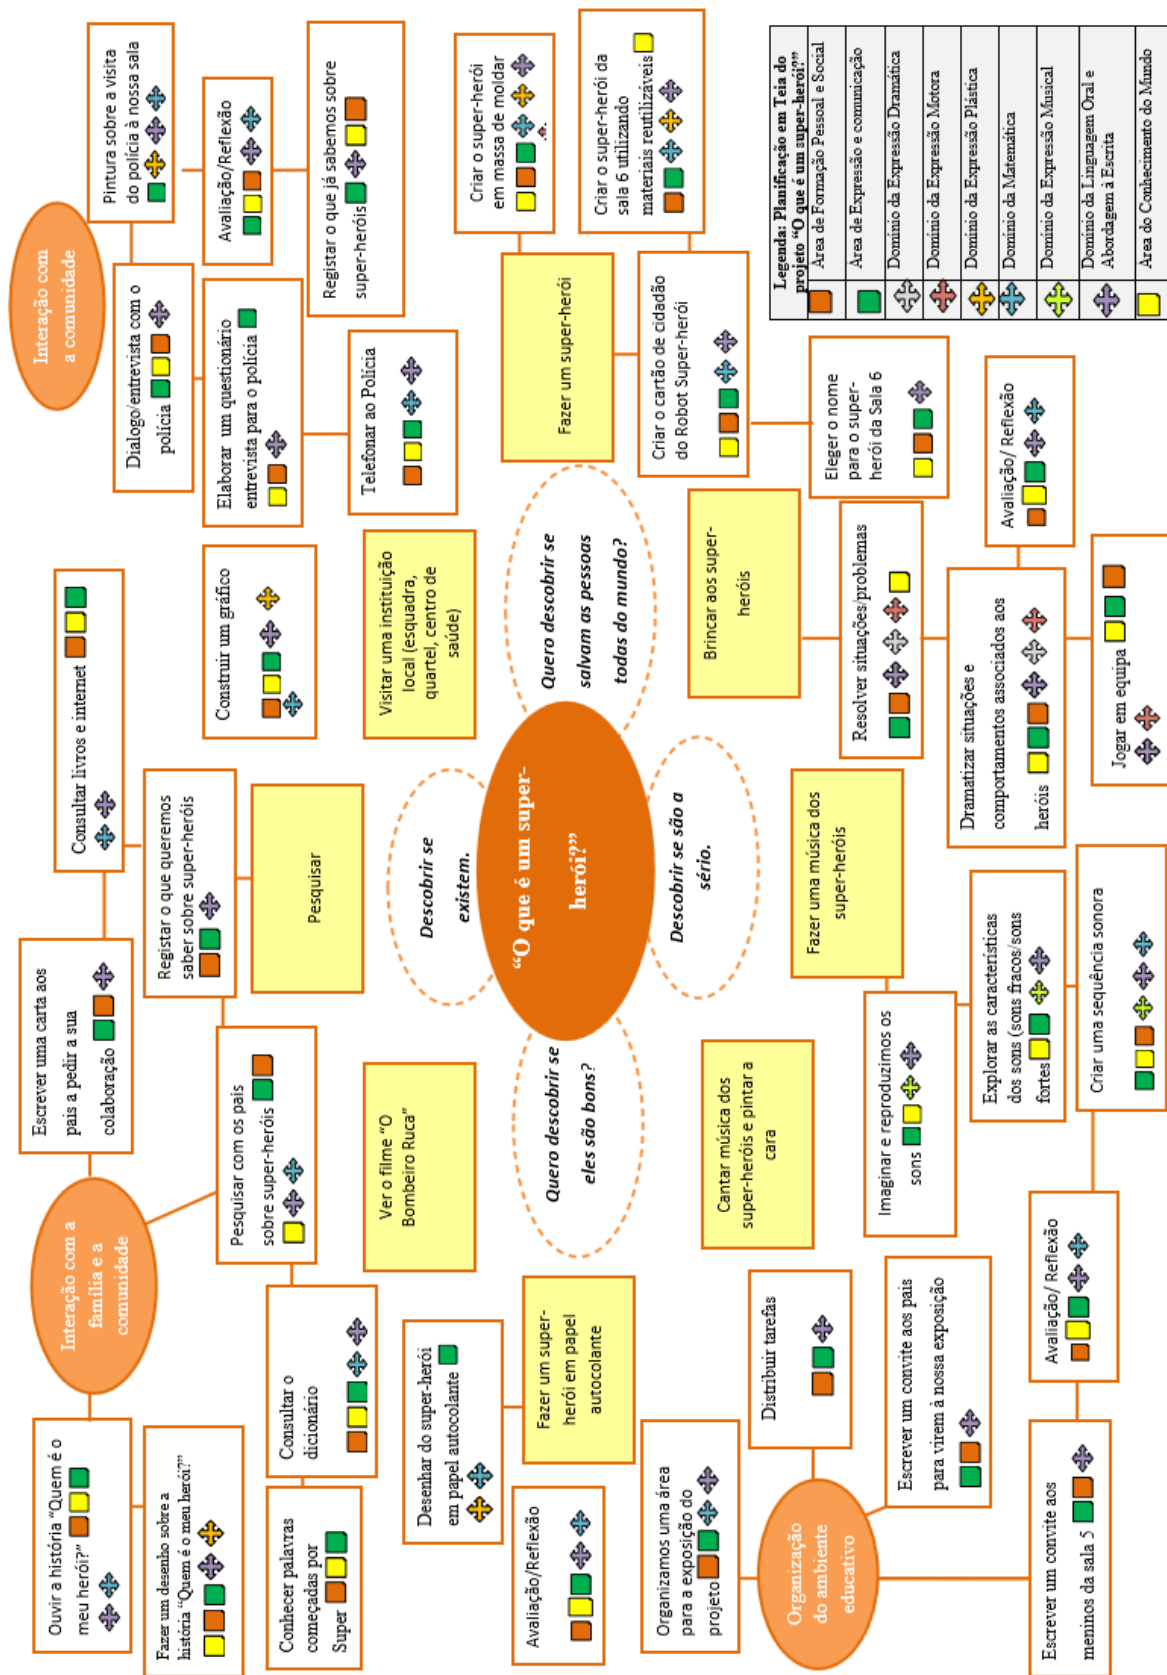 Ouvir a história “Quem é o
meu herói?”
Fazer um desenho sobre a
história “Quem é o meu herói?”
Interação com a
família e a
comunidade
Escrever uma carta aos
pais a pedir a sua
colaboração
Consultar livros e internet
Registar o que queremos
saber sobre super-heróis
Pesquisar com os pais
sobre super-heróis
Consultar o
dicionário
Conhecer palavras
começadas por
Super
Construir um gráfico
Pesquisar
Ver o filme “O
Bombeiro Ruca”
Desenhar do super-herói
em papel autocolante
Avaliação/Reflexão
Fazer um super-
herói em papel
autocolante
Interação com
a comunidade
Pintura sobre a visita
do polícia à nossa sala
Dialogo/entrevista com o
polícia
Avaliação/Reflexão
Elaborar um questionário
entrevista para o polícia
Registar o que já sabemos sobre
super-heróis
Telefonar ao Polícia
Visitar uma instituição
local (esquadra,
quartel, centro de
saúde)
Criar o super-herói
em massa de moldar
Fazer um super-herói
Criar o super-herói da
sala 6 utilizando
materiais reutilizáveis
Criar o cartão de cidadão
do Robot Super-herói
Eleger o nome
para o super-
herói da Sala 6
Quero descobrir se
eles são bons?
Descobrir se
existem.
“O que é um super-
herói?”
Descobrir se são a
sério.
Quero descobrir se
salvam as pessoas
todas do mundo?
Brincar aos super-
heróis
Resolver situações/problemas
Dramatizar situações e
comportamentos associados aos
heróis
Avaliação/ Reflexão
Jogar em equipa
Fazer uma música dos
super-heróis
Cantar música dos
super-heróis e pintar a
cara
Imaginar e reproduzimos os
sons
Explorar as características
dos sons (sons fracos/sons
fortes
Criar uma sequência sonora
Avaliação/ Reflexão
Organizamos uma área
para a exposição do
projeto
Distribuir tarefas
Organização
do ambiente
educativo
Escrever um convite aos pais
para virem à nossa exposição
Escrever um convite aos
meninos da sala 5
Legenda: Planificação em Teia do
projeto “O que é um super-herói?”
Área de Formação Pessoal e Social
Área de Expressão e comunicação
Domínio da Expressão Dramática
Domínio da Expressão Motora
Domínio da Expressão Plástica
Domínio da Matemática
Domínio da Expressão Musical
Domínio da Linguagem Oral e
Abordagem à Escrita
Área do Conhecimento do Mundo